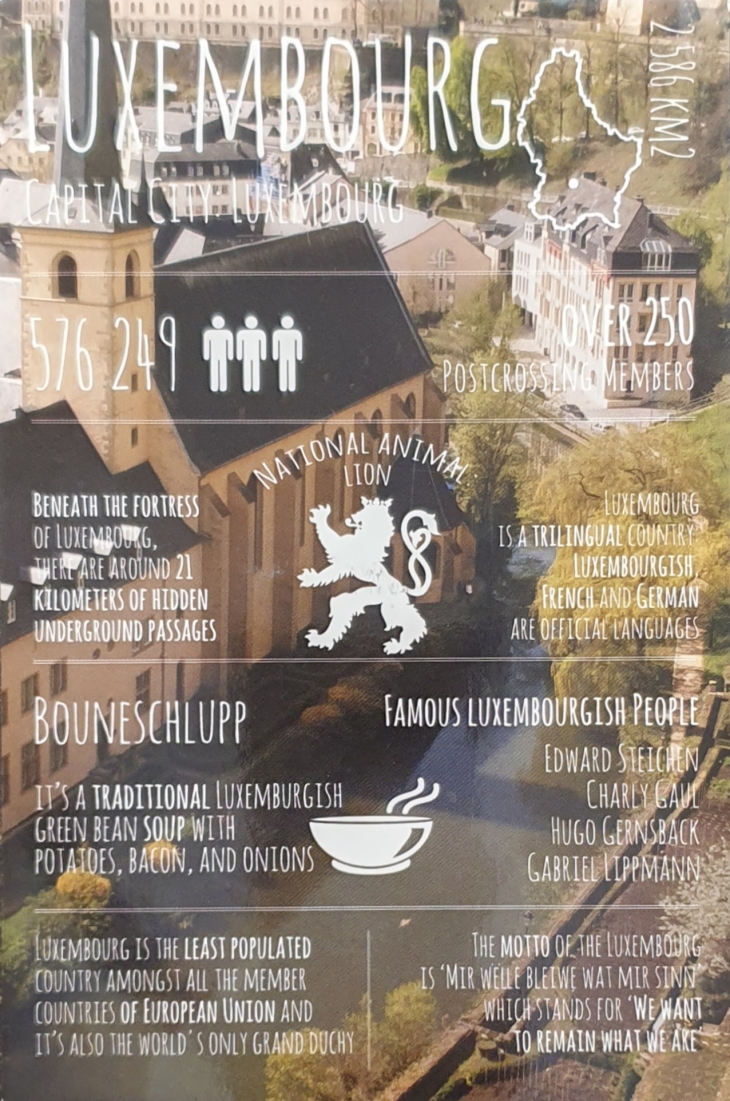 LUXEMBOURG
2 586 KM2
CAPITAL CITY: LUXEMBOURG
576 249
OVER 250
POSTCROSSING MEMBERS
NATIONAL ANIMAL
LION
BENEATH THE FORTRESS
OF LUXEMBOURG,
THERE ARE AROUND 21
KILOMETERS OF HIDDEN
UNDERGROUND PASSAGES
LUXEMBOURG
IS A TRILINGUAL COUNTRY:
LUXEMBOURGISH,
FRENCH AND GERMAN
ARE OFFICIAL LANGUAGES
BOUNESCHLUPP
IT'S A TRADITIONAL LUXEMBURGISH
GREEN BEAN SOUP WITH
POTATOES, BACON, AND ONIONS
FAMOUS LUXEMBOURGISH PEOPLE
EDWARD STEICHEN
CHARLY GAUL
HUGO GERNSBACK
GABRIEL LIPPMANN
LUXEMBOURG IS THE LEAST POPULATED
COUNTRY AMONGST ALL THE MEMBER
COUNTRIES OF EUROPEAN UNION AND
IT'S ALSO THE WORLD'S ONLY GRAND DUCHY
THE MOTTO OF THE LUXEMBOURG
IS 'MIR WËLLE BLEIWE WAT MIR SINN'
WHICH STANDS FOR 'WE WANT
TO REMAIN WHAT WE ARE'